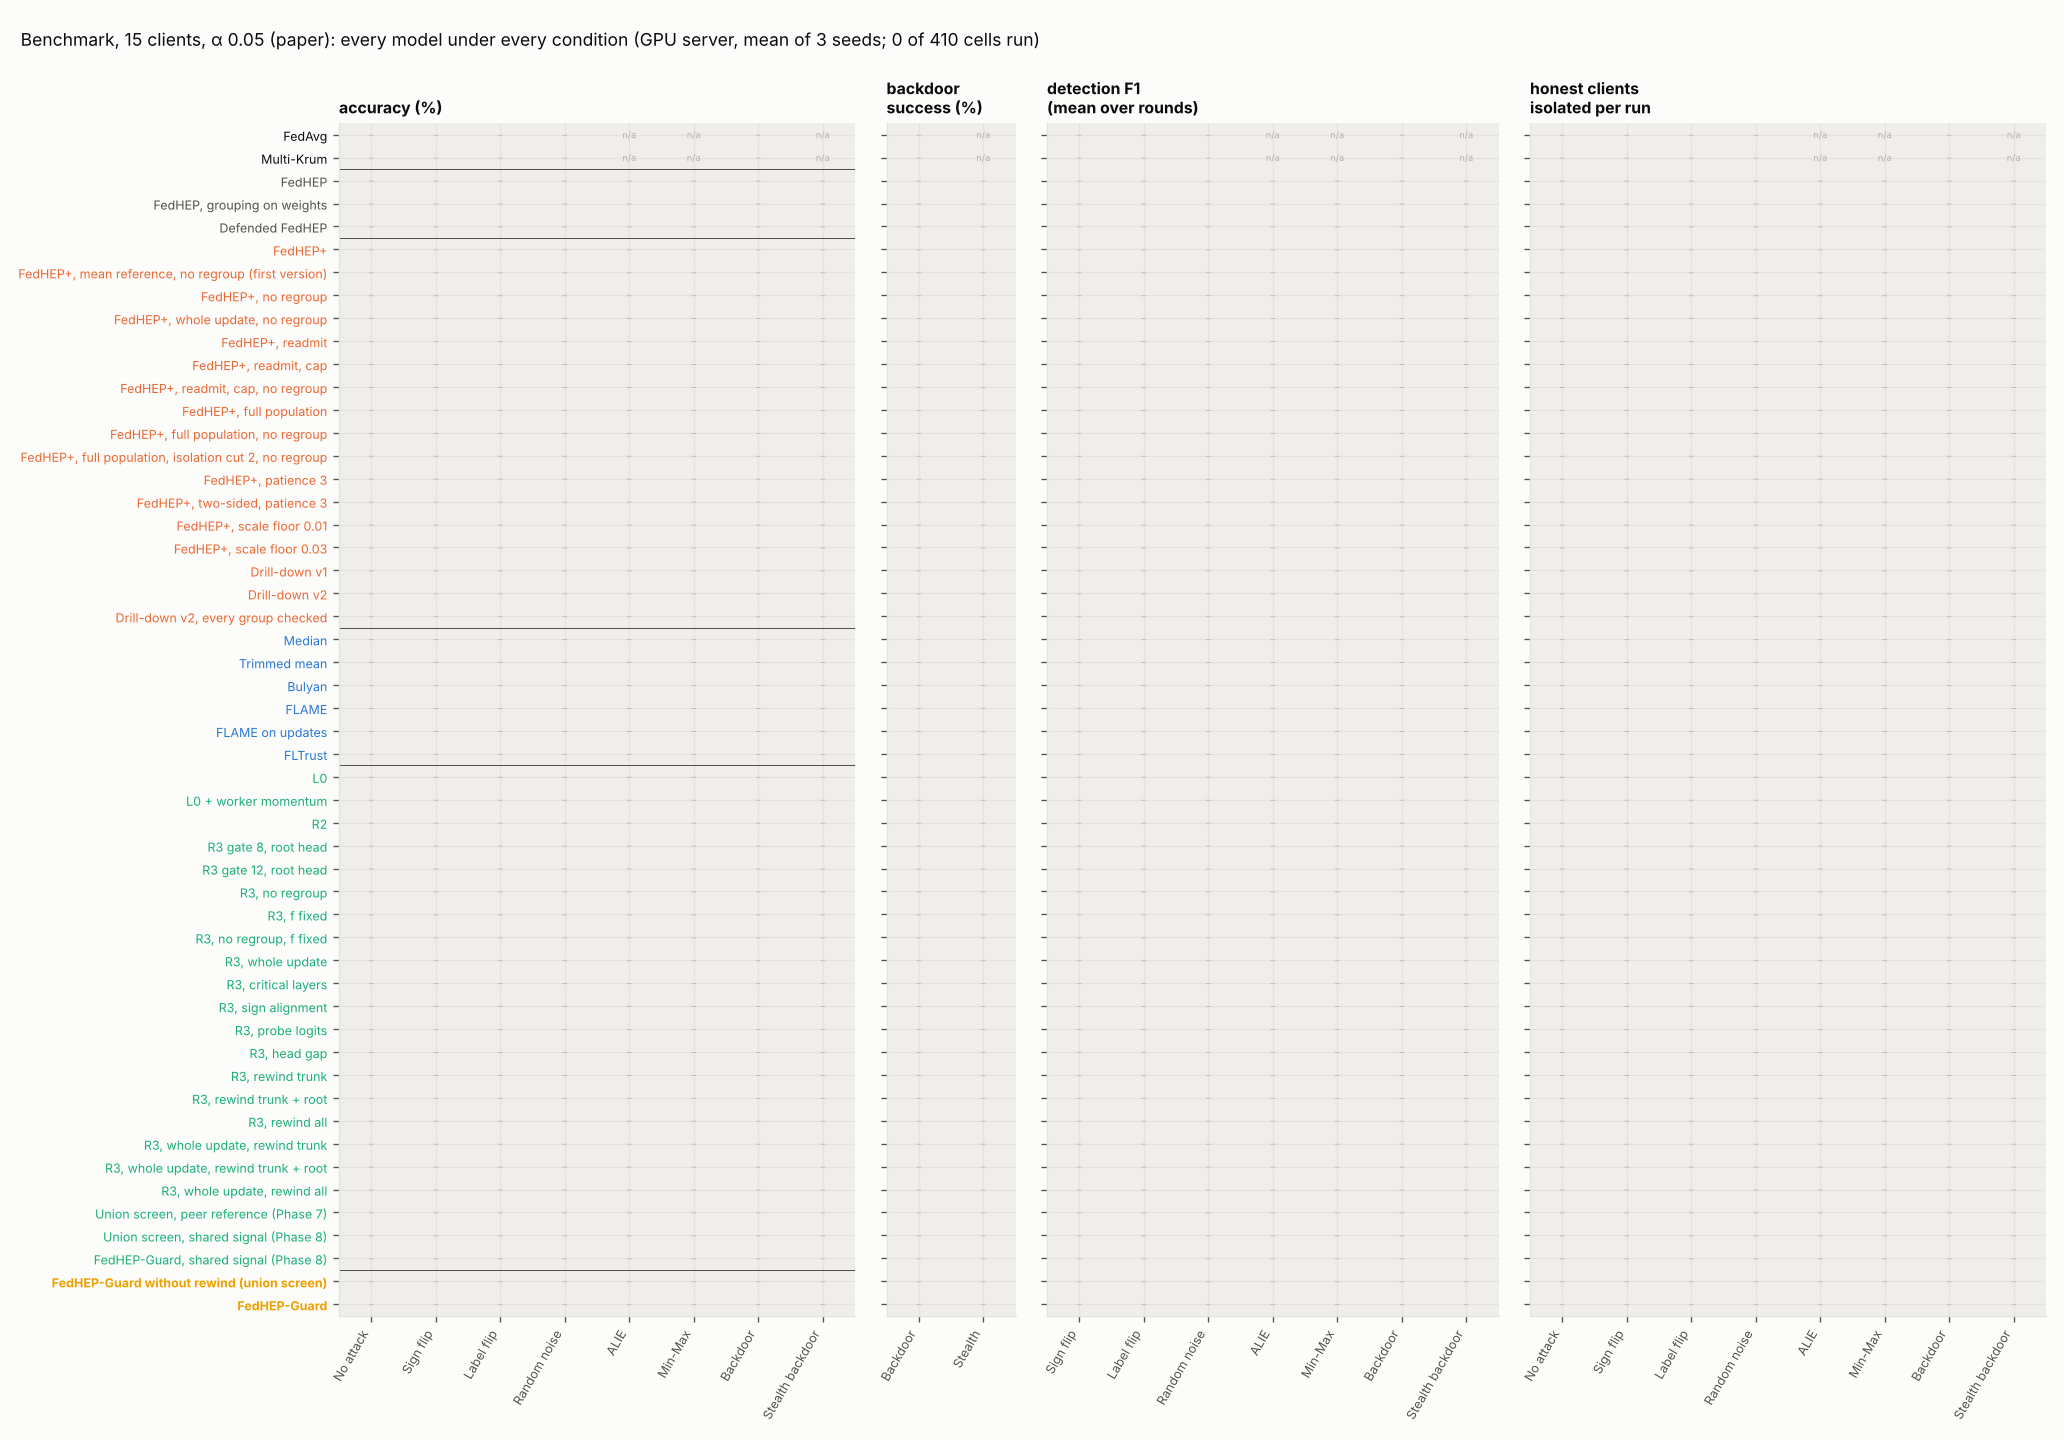 Benchmark, 15 clients, α 0.05 (paper): every model under every condition (GPU server, mean of 3 seeds; 0 of 410 cells run)
accuracy (%)
backdoor
success (%)
detection F1
(mean over rounds)
honest clients
isolated per run
FedAvg n/a n/a n/a n/a n/a n/a n/a n/a n/a n/a
Multi-Krum n/a n/a n/a n/a n/a n/a n/a n/a n/a n/a
FedHEP
FedHEP, grouping on weights
Defended FedHEP
FedHEP+
FedHEP+, mean reference, no regroup (first version)
FedHEP+, no regroup
FedHEP+, whole update, no regroup
FedHEP+, readmit
FedHEP+, readmit, cap
FedHEP+, readmit, cap, no regroup
FedHEP+, full population
FedHEP+, full population, no regroup
FedHEP+, full population, isolation cut 2, no regroup
FedHEP+, patience 3
FedHEP+, two-sided, patience 3
FedHEP+, scale floor 0.01
FedHEP+, scale floor 0.03
Drill-down v1
Drill-down v2
Drill-down v2, every group checked
Median
Trimmed mean
Bulyan
FLAME
FLAME on updates
FLTrust
L0
L0 + worker momentum
R2
R3 gate 8, root head
R3 gate 12, root head
R3, no regroup
R3, f fixed
R3, no regroup, f fixed
R3, whole update
R3, critical layers
R3, sign alignment
R3, probe logits
R3, head gap
R3, rewind trunk
R3, rewind trunk + root
R3, rewind all
R3, whole update, rewind trunk
R3, whole update, rewind trunk + root
R3, whole update, rewind all
Union screen, peer reference (Phase 7)
Union screen, shared signal (Phase 8)
FedHEP-Guard, shared signal (Phase 8)
FedHEP-Guard without rewind (union screen)
FedHEP-Guard
No attack
Sign flip
Label flip
Random noise
ALIE
Min-Max
Backdoor
Stealth backdoor
Backdoor
Stealth
Sign flip
Label flip
Random noise
ALIE
Min-Max
Backdoor
Stealth backdoor
No attack
Sign flip
Label flip
Random noise
ALIE
Min-Max
Backdoor
Stealth backdoor